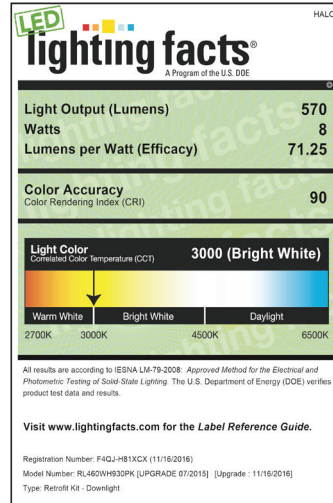 HALO
LED
lighting facts®
A Program of the U.S. DOE
Light Output (Lumens) 570
Watts 8
Lumens per Watt (Efficacy) 71.25
Color Accuracy 90
Color Rendering Index (CRI)
Light Color 3000 (Bright White)
Correlated Color Temperature (CCT)
Warm White Bright White Daylight
2700K 3000K 4500K 6500K
All results are according to IESNA LM-79-2008: Approved Method for the Electrical and
Photometric Testing of Solid-State Lighting. The U.S. Department of Energy (DOE) verifies
product test data and results.
Visit www.lightingfacts.com for the Label Reference Guide.
Registration Number: F4QJ-H81XCX (11/16/2016)
Model Number: RL460WH930PK [UPGRADE 07/2015] [Upgrade : 11/16/2016]
Type: Retrofit Kit - Downlight